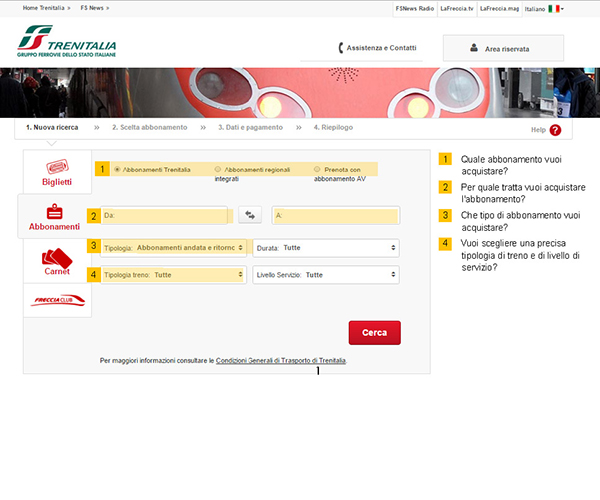 Home Trenitalia » FS News »
FSNews Radio LaFreccia.tv LaFreccia.mag Italiano
TRENITALIA
GRUPPO FERROVIE DELLO STATO ITALIANE
Assistenza e Contatti
Area riservata
1. Nuova ricerca » 2. Scelta abbonamento » 3. Dati e pagamento » 4. Riepilogo
Help ?
Biglietti
Abbonamenti
Carnet
FRECCIACLUB
1 Abbonamenti Trenitalia
Abbonamenti regionali integrati
Prenota con abbonamento AV
2 Da: A:
3 Tipologia: Abbonamenti andata e ritorno Durata: Tutte
4 Tipologia treno: Tutte Livello Servizio: Tutte
Cerca
Per maggiori informazioni consultare le Condizioni Generali di Trasporto di Trenitalia.
1
1 Quale abbonamento vuoi
acquistare?
2 Per quale tratta vuoi acquistare
l'abbonamento?
3 Che tipo di abbonamento vuoi
acquistare?
4 Vuoi scegliere una precisa
tipologia di treno e di livello di
servizio?